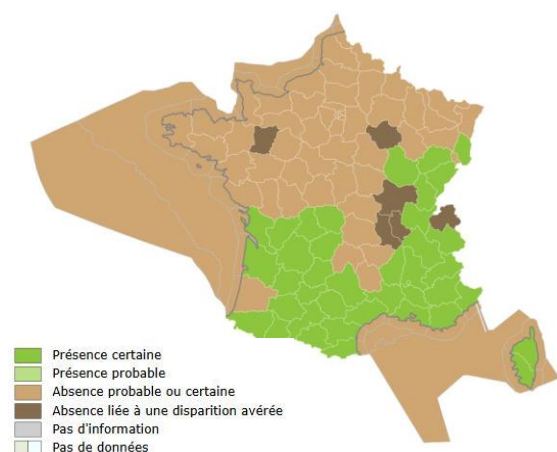 Présence certaine
Présence probable
Absence probable ou certaine
Absence liée à une disparition avérée
Pas d'information
Pas de données